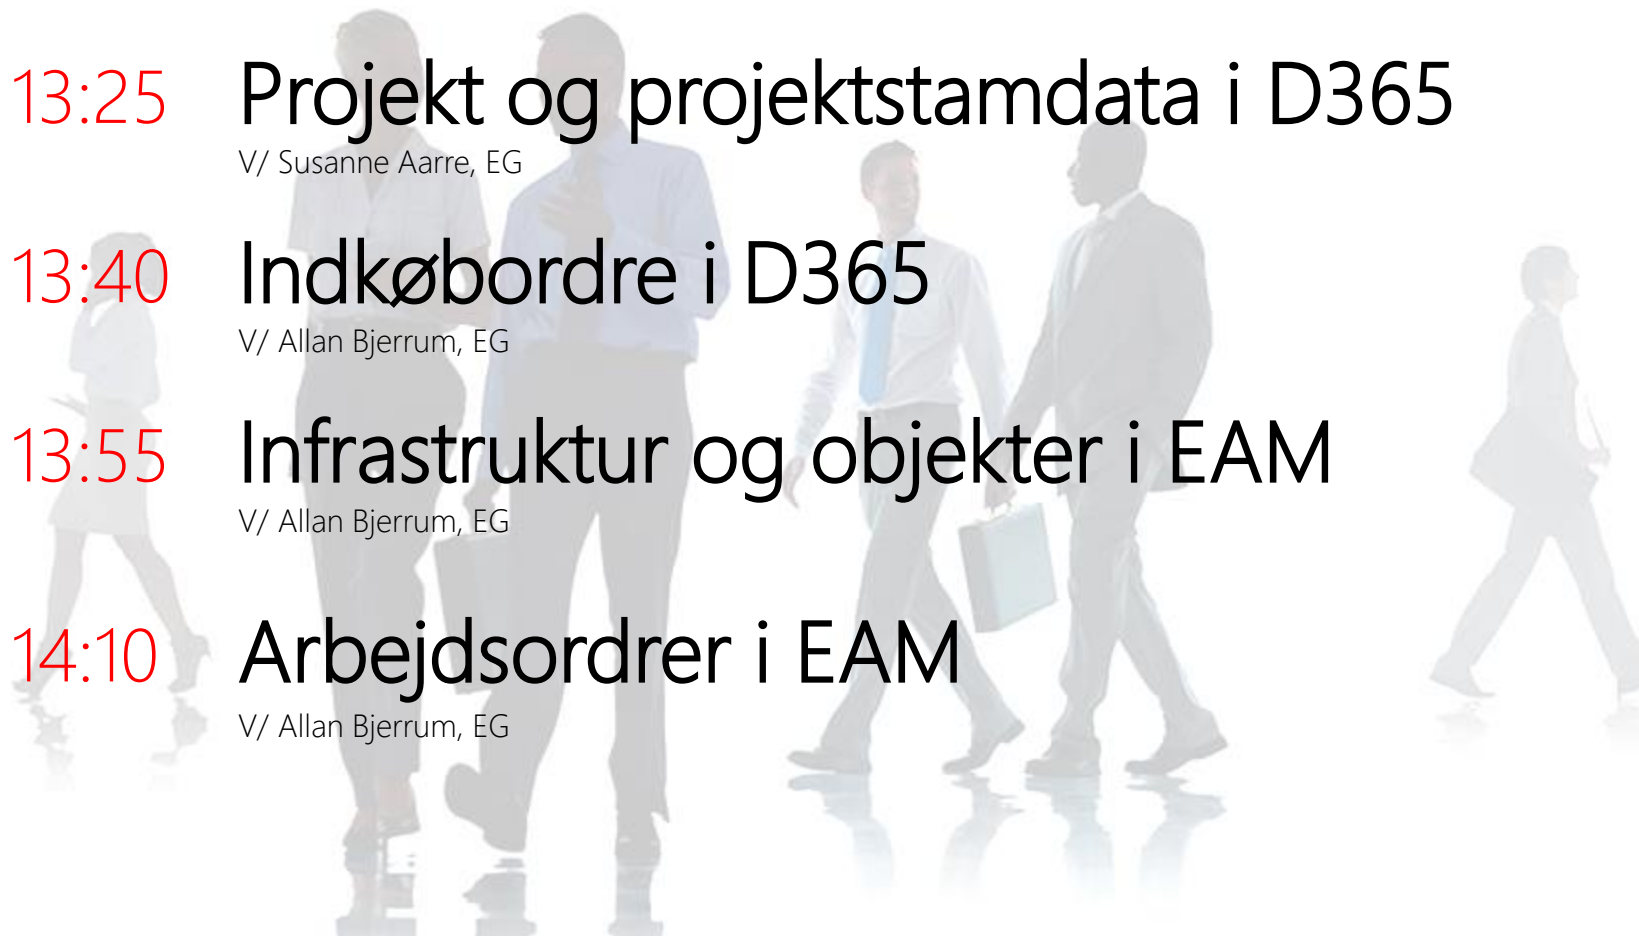 13:25 Projekt og projektstamdata i D365
V/ Susanne Aarre, EG
13:40 Indkøbordre i D365
V/ Allan Bjerrum, EG
13:55 Infrastruktur og objekter i EAM
V/ Allan Bjerrum, EG
14:10 Arbejdsordrer i EAM
V/ Allan Bjerrum, EG